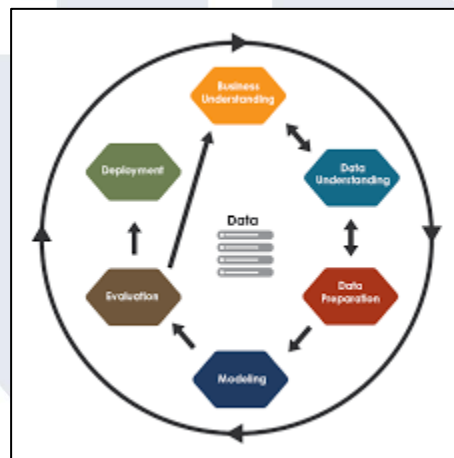 Business
Understanding
Data
Understanding
Deployment
Data
Evaluation
Data
Preparation
Modeling